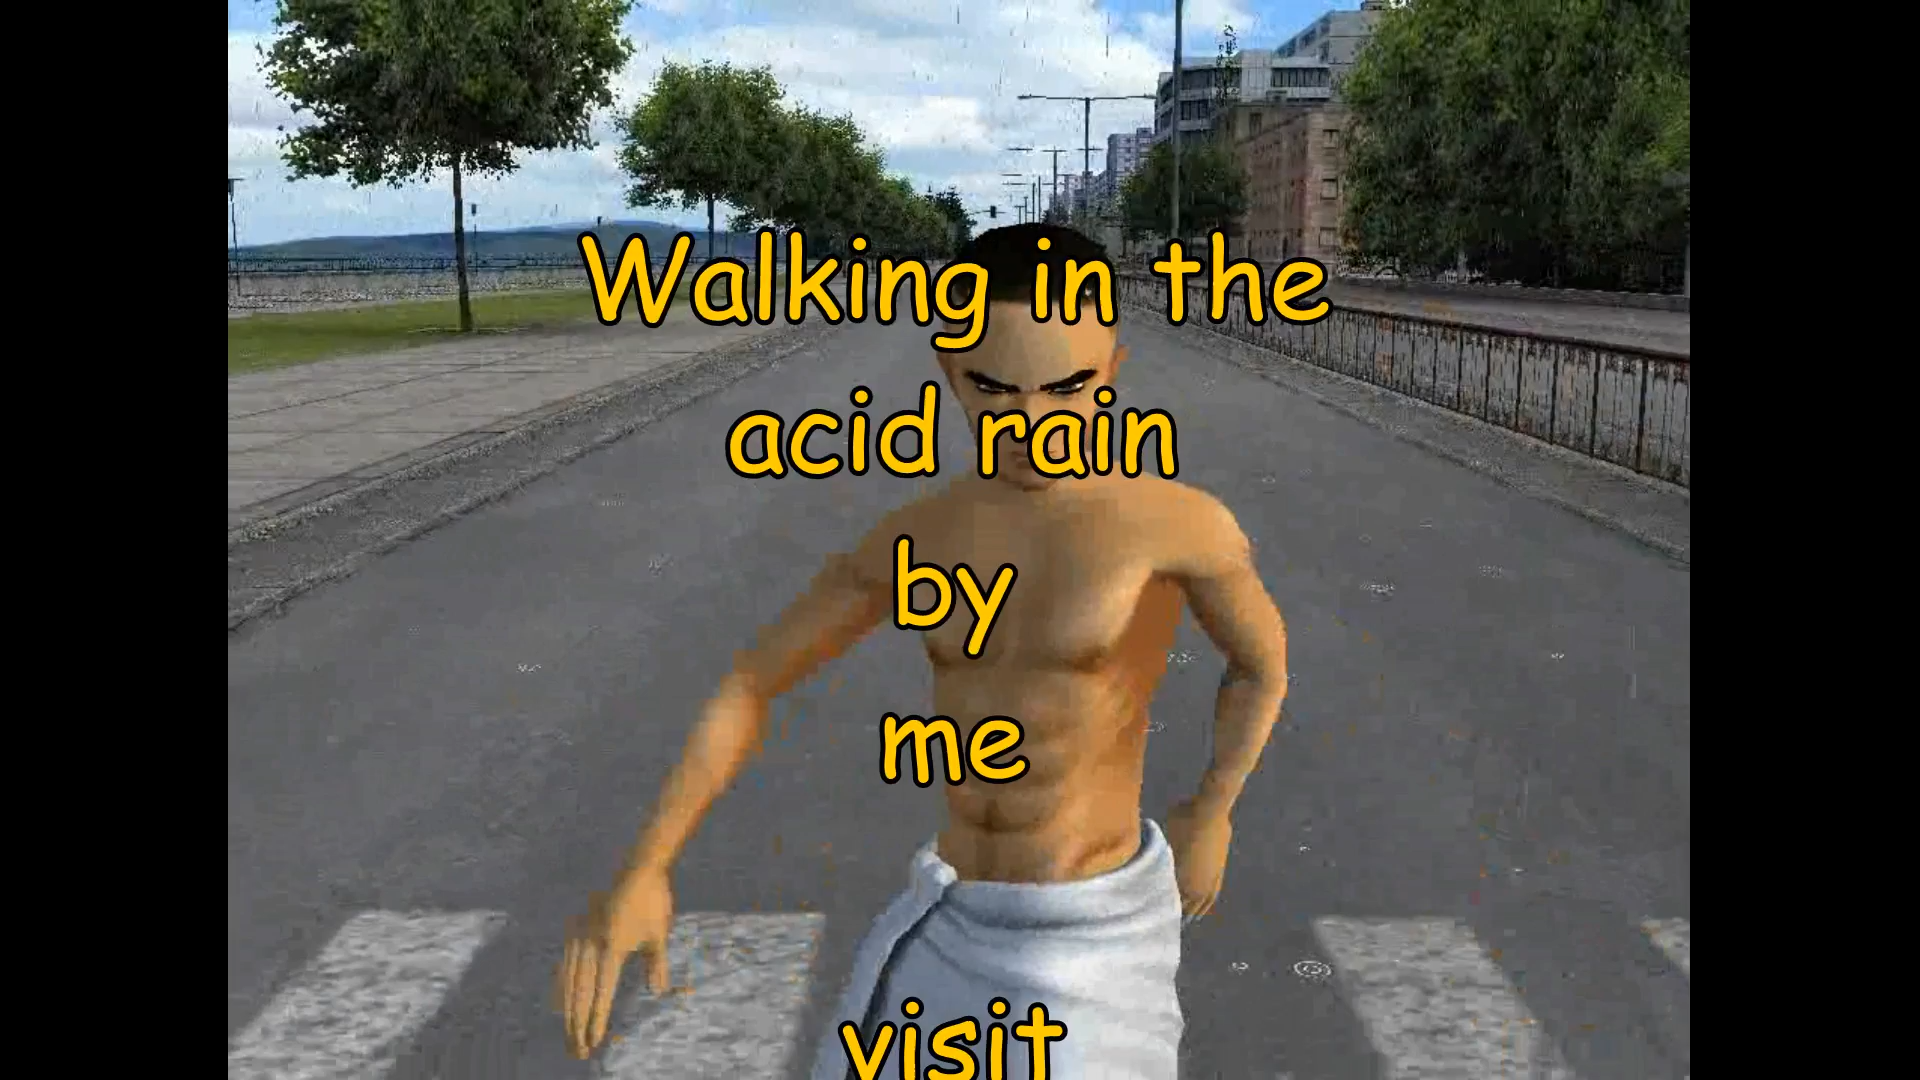 Walking in the
acid rain
by
me
visit